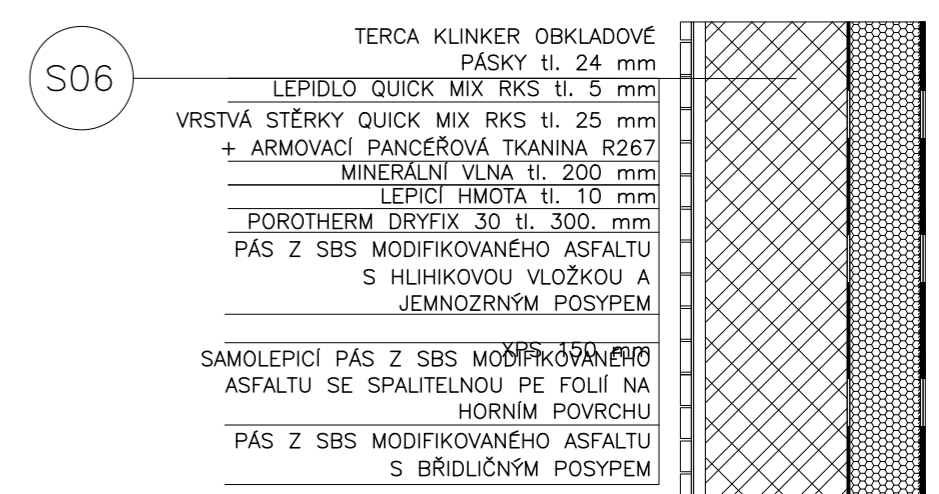 S06
TERCA KLINKER OBKLADOVÉ
PÁSKY tl. 24 mm
LEPIDLO QUICK MIX RKS tl. 5 mm
VRSTVÁ STĚRKY QUICK MIX RKS tl. 25 mm
+ ARMOVACÍ PANCÉŘOVÁ TKANINA R267
MINERÁLNÍ VLNA tl. 200 mm
LEPICÍ HMOTA tl. 10 mm
POROTHERM DRYFIX 30 tl. 300. mm
PÁS Z SBS MODIFIKOVANÉHO ASFALTU
S HLIHIKOVOU VLOŽKOU A
JEMNOZRNÝM POSYPEM
XPS 150 mm
SAMOLEPICÍ PÁS Z SBS MODIFIKOVANÉHO
ASFALTU SE SPALITELNOU PE FOLIÍ NA
HORNÍM POVRCHU
PÁS Z SBS MODIFIKOVANÉHO ASFALTU
S BŘIDLIČNÝM POSYPEM